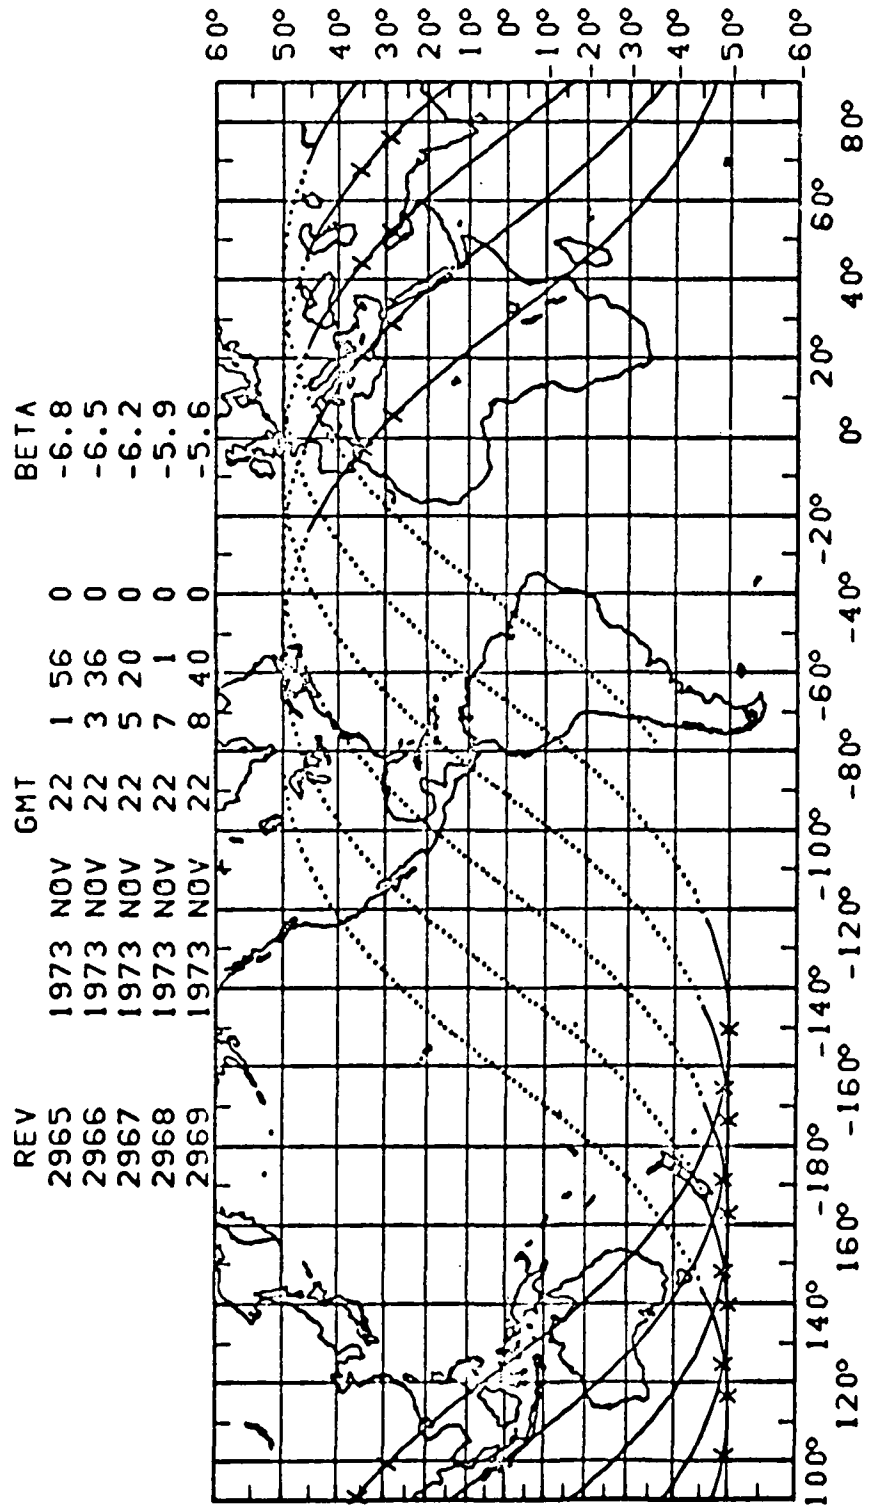 REV GMT BETA
2965 1973 NOV 22 1 56 0 -6.8
2966 1973 NOV 22 3 36 0 -6.5
2967 1973 NOV 22 5 20 0 -6.2
2968 1973 NOV 22 7 1 0 -5.9
2969 1973 NOV 22 8 40 0 -5.6
60°
50°
40°
30°
20°
10°
0°
-10°
-20°
-30°
-40°
-50°
-60°
100° 120° 140° 160° -180° -160° -140° -120° -100° -80° -60° -40° -20° 0° 20° 40° 60° 80°